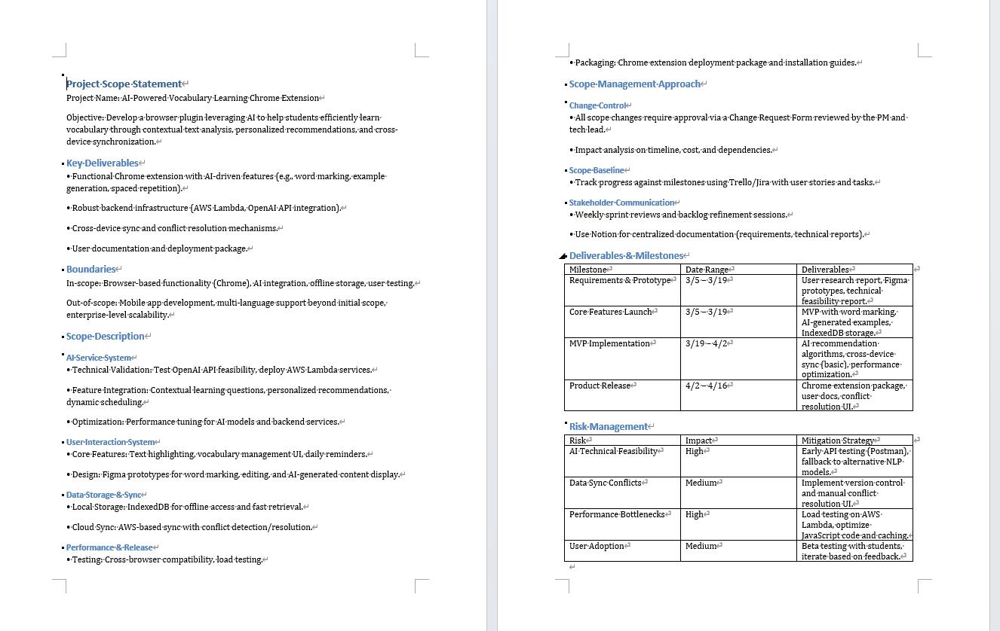 Project Scope Statement
Project Name: AI-Powered Vocabulary Learning Chrome Extension
Objective: Develop a browser plugin leveraging AI to help students efficiently learn
vocabulary through contextual text analysis, personalized recommendations, and cross-
device synchronization.
Key Deliverables
• Functional Chrome extension with AI-driven features (e.g., word marking, example
generation, spaced repetition).
• Robust backend infrastructure (AWS Lambda, OpenAI API integration).
• Cross-device sync and conflict resolution mechanisms.
• User documentation and deployment package.
Boundaries
In-scope: Browser-based functionality (Chrome), AI integration, offline storage, user testing.
Out-of-scope: Mobile app development, multi-language support beyond initial scope,
enterprise-level scalability.
Scope Description
AI Service System
• Technical Validation: Test OpenAI API feasibility, deploy AWS Lambda services.
• Feature Integration: Contextual learning questions, personalized recommendations,
dynamic scheduling.
• Optimization: Performance tuning for AI models and backend services.
User Interaction System
• Core Features: Text highlighting, vocabulary management UI, daily reminders.
• Design: Figma prototypes for word marking, editing, and AI-generated content display.
Data Storage & Sync
• Local Storage: IndexedDB for offline access and fast retrieval.
• Cloud Sync: AWS-based sync with conflict detection/resolution.
Performance & Release
• Testing: Cross-browser compatibility, load testing.
• Packaging: Chrome extension deployment package and installation guides.
Scope Management Approach
Change Control
• All scope changes require approval via a Change Request Form reviewed by the PM and
tech lead.
• Impact analysis on timeline, cost, and dependencies.
Scope Baseline
• Track progress against milestones using Trello/Jira with user stories and tasks.
Stakeholder Communication
• Weekly sprint reviews and backlog refinement sessions.
• Use Notion for centralized documentation (requirements, technical reports).
Deliverables & Milestones
Milestone Date Range Deliverables
Requirements & Prototype 3/5 – 3/19 User research report, Figma
prototypes, technical
feasibility report.
Core Features Launch 3/5 – 3/19 MVP with word marking,
AI-generated examples,
IndexedDB storage.
MVP Implementation 3/19 – 4/2 AI recommendation
algorithms, cross-device
sync (basic), performance
optimization.
Product Release 4/2 – 4/16 Chrome extension package,
user docs, conflict
resolution UI.
Risk Management
Risk Impact Mitigation Strategy
AI Technical Feasibility High Early API testing (Postman),
fallback to alternative NLP
models.
Data Sync Conflicts Medium Implement version control
and manual conflict
resolution UI.
Performance Bottlenecks High Load testing on AWS
Lambda, optimize
JavaScript code and caching.
User Adoption Medium Beta testing with students,
iterate based on feedback.